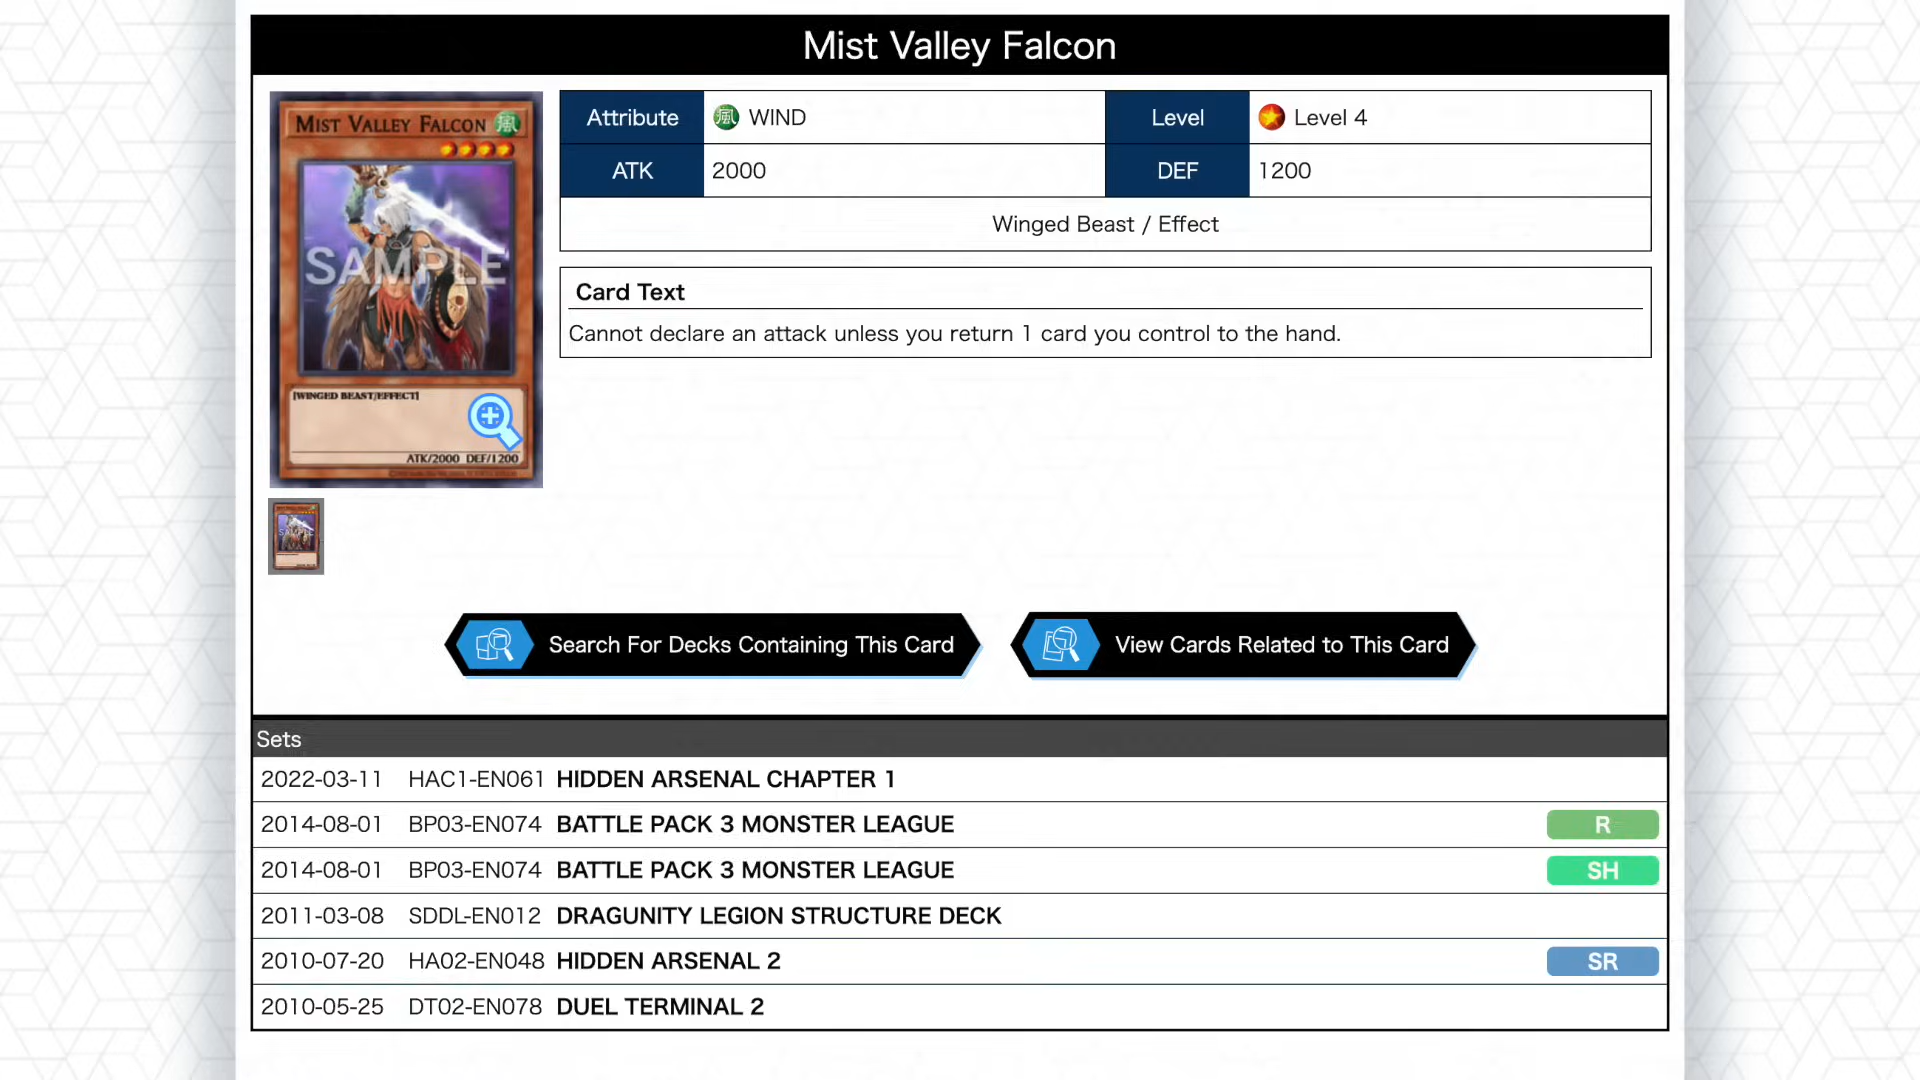 Mist Valley Falcon
MIST VALLEY FALCON 風
SAMPLE
[WINGED BEAST/EFFECT]
ATK/2000 DEF/1200
Attribute 風 WIND Level Level 4
ATK 2000 DEF 1200
Winged Beast / Effect
Card Text
Cannot declare an attack unless you return 1 card you control to the hand.
SAMPLE
Search For Decks Containing This Card View Cards Related to This Card
Sets
2022-03-11 HAC1-EN061 HIDDEN ARSENAL CHAPTER 1
2014-08-01 BP03-EN074 BATTLE PACK 3 MONSTER LEAGUE R
2014-08-01 BP03-EN074 BATTLE PACK 3 MONSTER LEAGUE SH
2011-03-08 SDDL-EN012 DRAGUNITY LEGION STRUCTURE DECK
2010-07-20 HA02-EN048 HIDDEN ARSENAL 2 SR
2010-05-25 DT02-EN078 DUEL TERMINAL 2